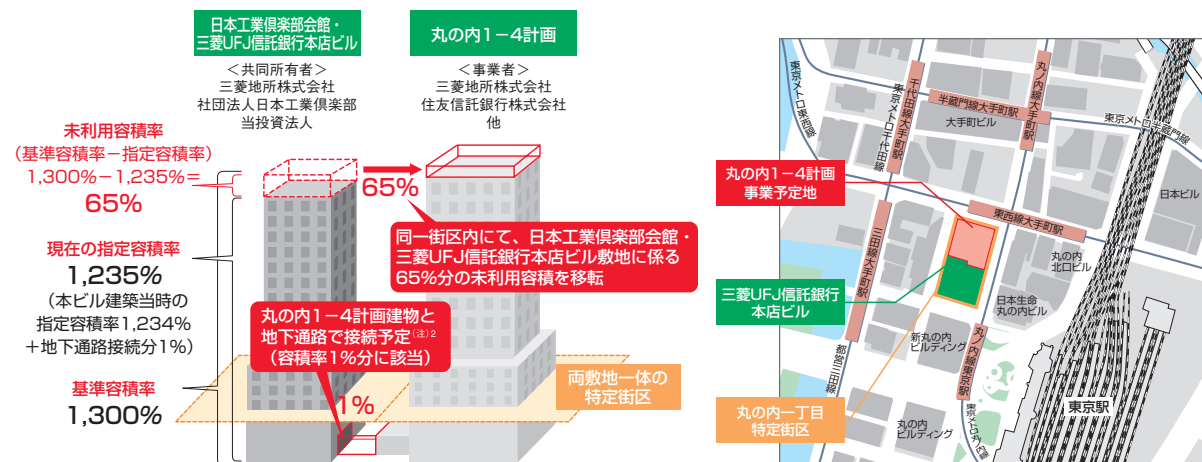 日本工業倶楽部会館・
三菱UFJ信託銀行本店ビル
＜共同所有者＞
三菱地所株式会社
社団法人日本工業倶楽部
当投資法人
丸の内1－4計画
＜事業者＞
三菱地所株式会社
住友信託銀行株式会社
他
未利用容積率
（基準容積率－指定容積率）
1,300%－1,235%＝
65%
現在の指定容積率
1,235%
（本ビル建築当時の
指定容積率1,234%
＋地下通路接続分1%）
基準容積率
1,300%
65%
同一街区内にて、日本工業倶楽部会館・
三菱UFJ信託銀行本店ビル敷地に係る
65%分の未利用容積を移転
丸の内1－4計画建物と
地下通路で接続予定(注)2
（容積率1%分に該当）
1%
両敷地一体の
特定街区
丸の内1－4計画
事業予定地
三菱UFJ信託銀行
本店ビル
丸の内一丁目
特定街区
東京メトロ東西線
東京メトロ千代田線
千代田線大手町駅
半蔵門線大手町駅
大手町ビル
丸ノ内線大手町駅
東京メトロ半蔵門線
日本ビル
東西線大手町駅
三田線大手町駅
丸の内
北口ビル
日本生命
丸の内ビル
新丸の内
ビルディング
丸ノ内線東京駅
都営三田線
丸の内
ビルディング
東京メトロ丸ノ内線
東京駅